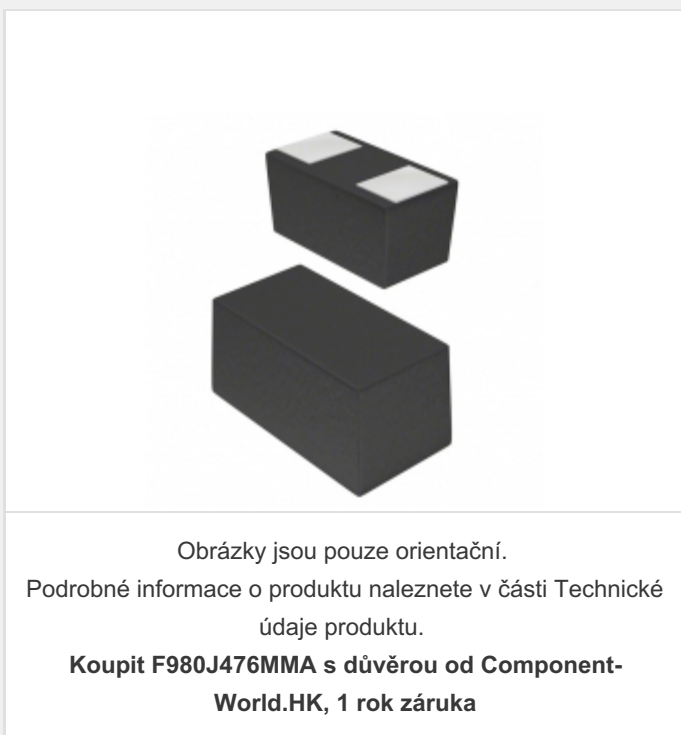 Obrázky jsou pouze orientační.
Podrobné informace o produktu naleznete v části Technické
údaje produktu.
Koupit F980J476MMA s důvěrou od Component-
World.HK, 1 rok záruka